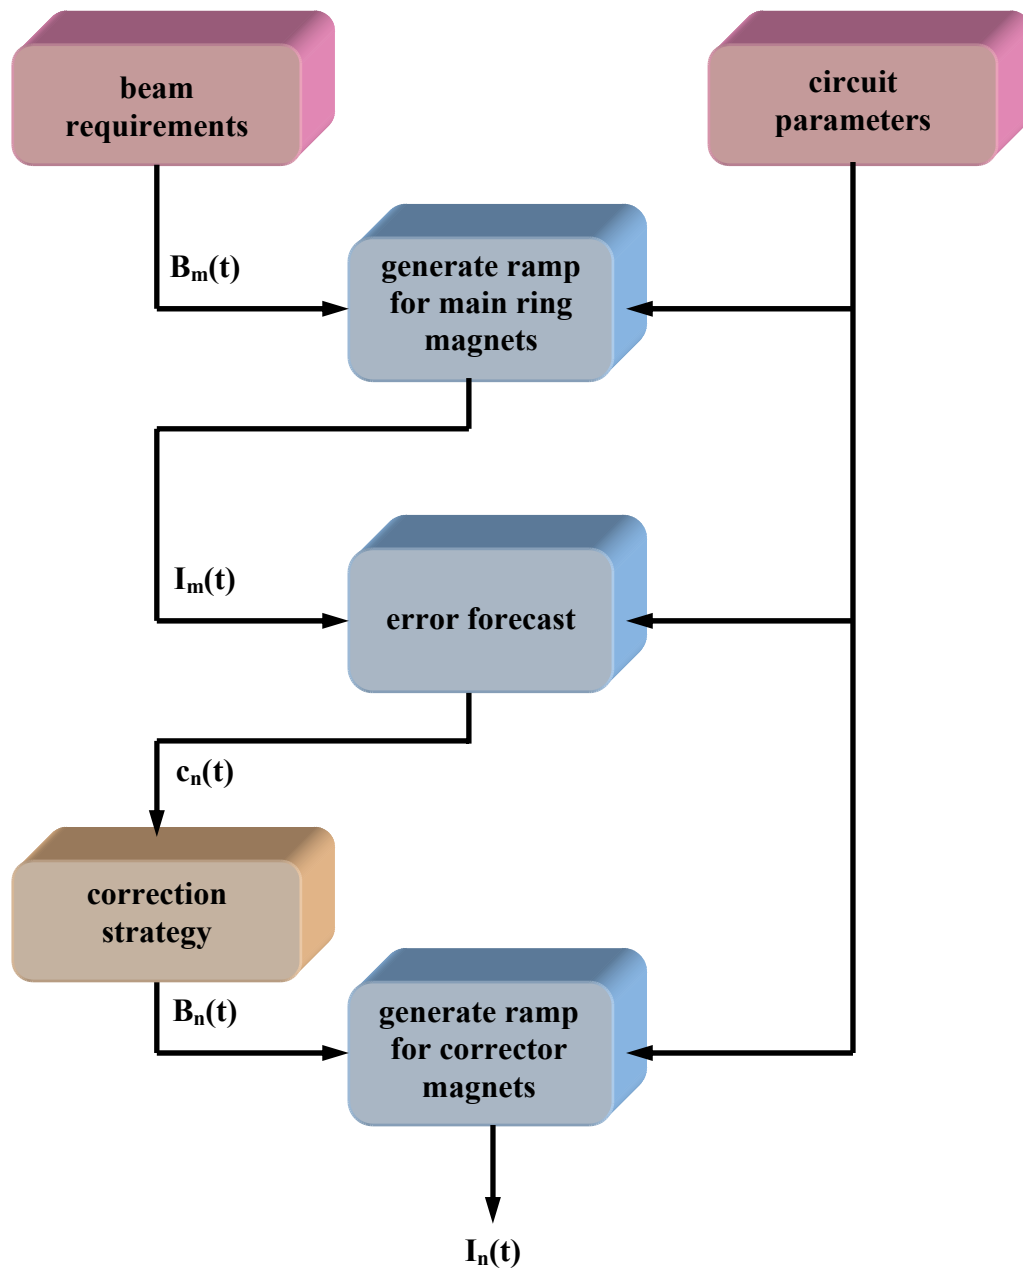 beam
requirements
circuit
parameters
Bₘ(t)
generate ramp
for main ring
magnets
Iₘ(t)
error forecast
cₙ(t)
correction
strategy
Bₙ(t)
generate ramp
for corrector
magnets
Iₙ(t)